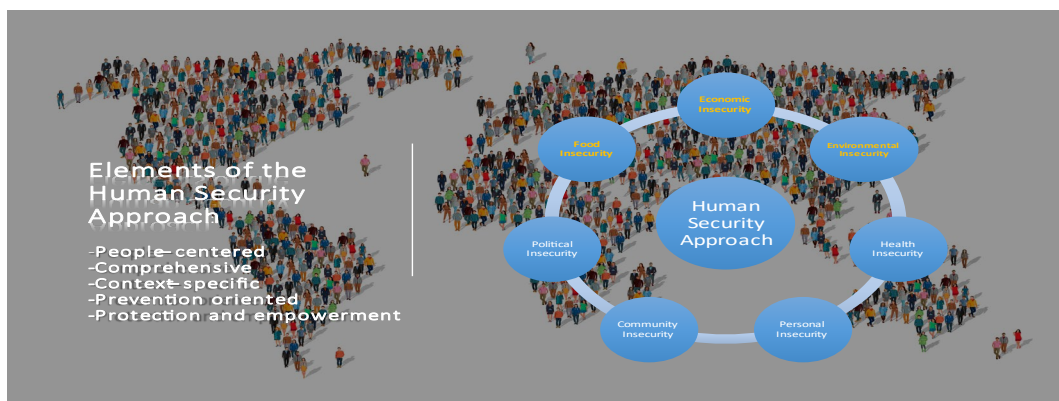 Elements of the
Human Security
Approach
-People-centered
-Comprehensive
-Context-specific
-Prevention oriented
-Protection and empowerment
Economic
Insecurity
Food
Insecurity
Environmental
Insecurity
Human
Security
Approach
Political
Insecurity
Health
Insecurity
Community
Insecurity
Personal
Insecurity